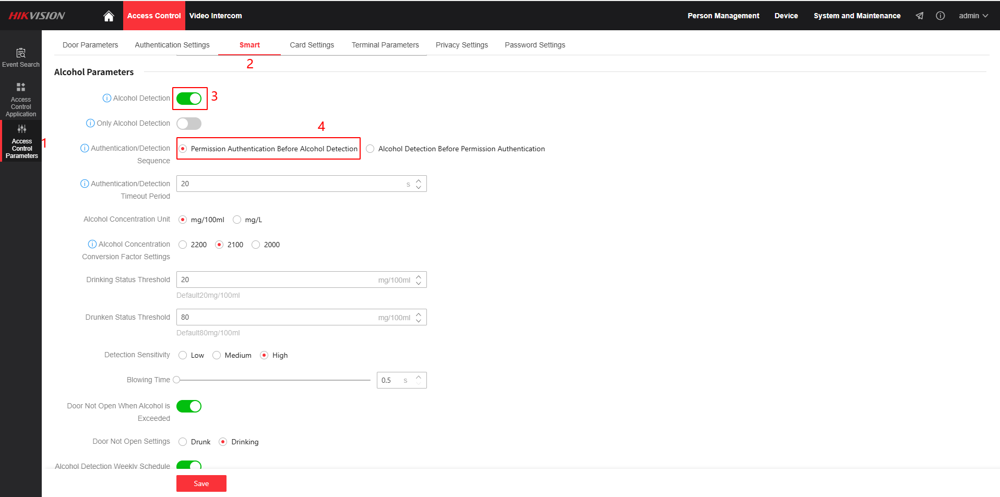 HIKVISION
Access Control
Video Intercom
Person Management
Device
System and Maintenance
admin
Event Search
Access
Control
Application
Access
Control
Parameters
1
Door Parameters
Authentication Settings
Smart
Card Settings
Terminal Parameters
Privacy Settings
Password Settings
2
Alcohol Parameters
Alcohol Detection
3
Only Alcohol Detection
4
Authentication/Detection
Sequence
Permission Authentication Before Alcohol Detection
Alcohol Detection Before Permission Authentication
Authentication/Detection
Timeout Period
20 s
Alcohol Concentration Unit
mg/100ml
mg/L
Alcohol Concentration
Conversion Factor Settings
2200
2100
2000
Drinking Status Threshold
20 mg/100ml
Default20mg/100ml
Drunken Status Threshold
80 mg/100ml
Default80mg/100ml
Detection Sensitivity
Low
Medium
High
Blowing Time
0.5 s
Door Not Open When Alcohol is
Exceeded
Door Not Open Settings
Drunk
Drinking
Alcohol Detection Weekly Schedule
Save